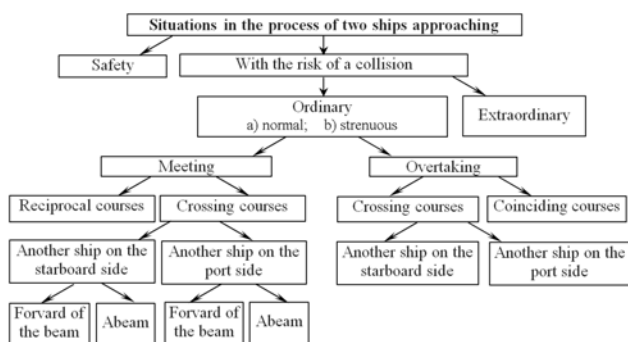 Situations in the process of two ships approaching
Safety
With the risk of a collision
Ordinary
a) normal; b) strenuous
Extraordinary
Meeting
Overtaking
Reciprocal courses
Crossing courses
Crossing courses
Coinciding courses
Another ship on the
starboard side
Another ship on the
port side
Another ship on the
starboard side
Another ship on the
port side
Forvard of
the beam
Abeam
Forvard of
the beam
Abeam